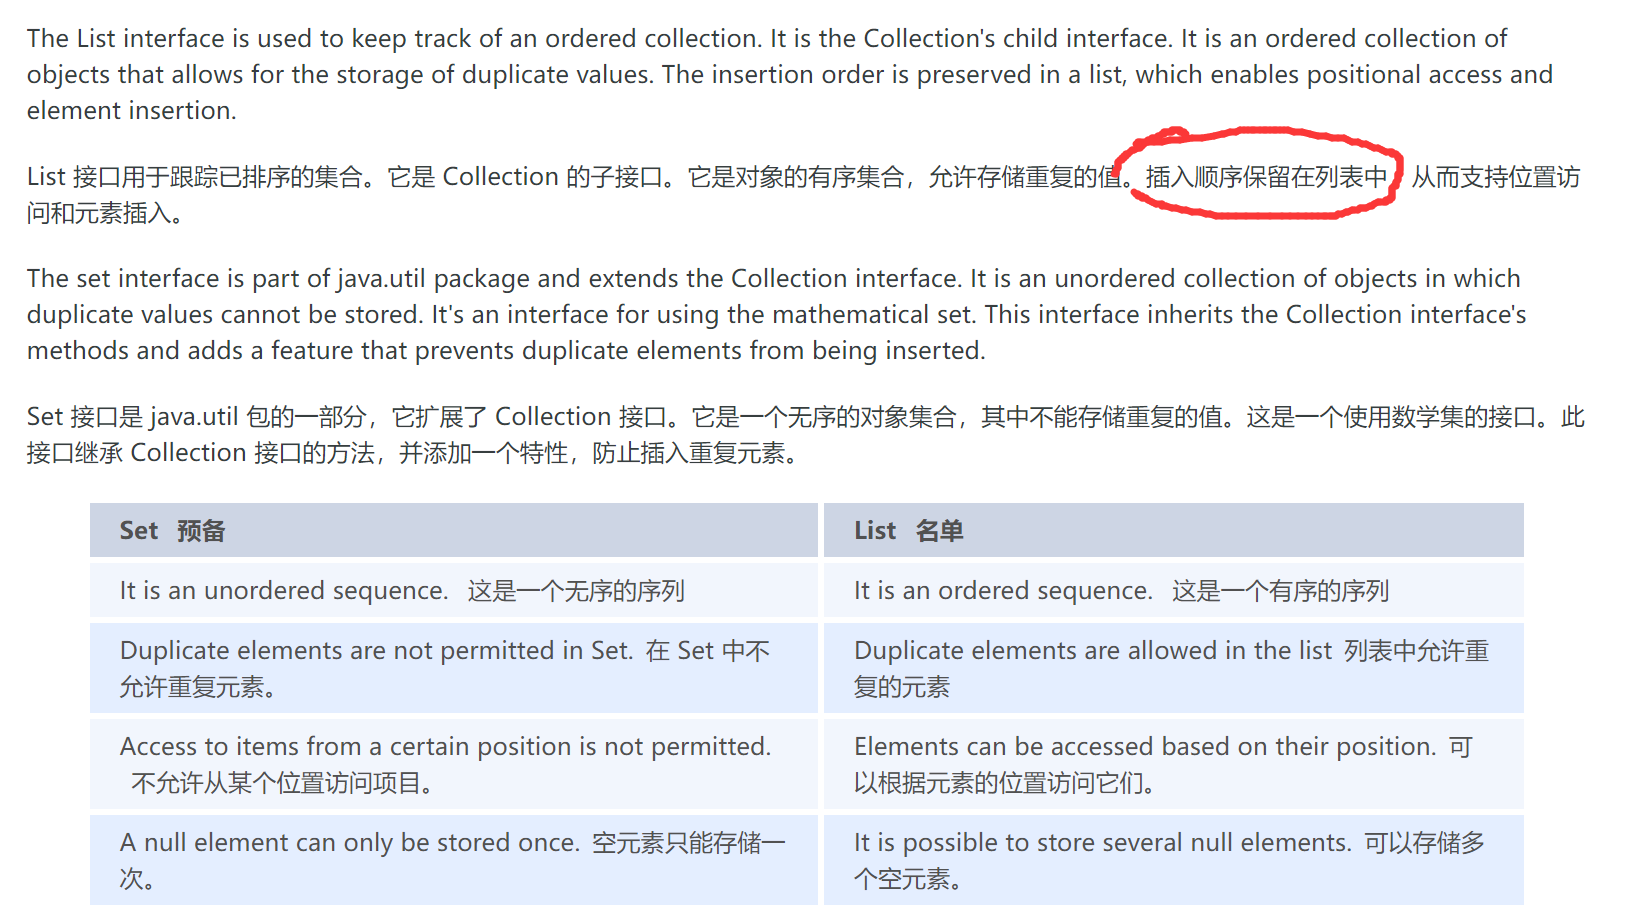 The List interface is used to keep track of an ordered collection. It is the Collection's child interface. It is an ordered collection of
objects that allows for the storage of duplicate values. The insertion order is preserved in a list, which enables positional access and
element insertion.
List 接口用于跟踪已排序的集合。它是 Collection 的子接口。它是对象的有序集合，允许存储重复的值。插入顺序保留在列表中，从而支持位置访
问和元素插入。
The set interface is part of java.util package and extends the Collection interface. It is an unordered collection of objects in which
duplicate values cannot be stored. It's an interface for using the mathematical set. This interface inherits the Collection interface's
methods and adds a feature that prevents duplicate elements from being inserted.
Set 接口是 java.util 包的一部分，它扩展了 Collection 接口。它是一个无序的对象集合，其中不能存储重复的值。这是一个使用数学集的接口。此
接口继承 Collection 接口的方法，并添加一个特性，防止插入重复元素。
Set 预备
List 名单
It is an unordered sequence. 这是一个无序的序列
It is an ordered sequence. 这是一个有序的序列
Duplicate elements are not permitted in Set. 在 Set 中不
允许重复元素。
Duplicate elements are allowed in the list 列表中允许重
复的元素
Access to items from a certain position is not permitted.
不允许从某个位置访问项目。
Elements can be accessed based on their position. 可
以根据元素的位置访问它们。
A null element can only be stored once. 空元素只能存储一
次。
It is possible to store several null elements. 可以存储多
个空元素。